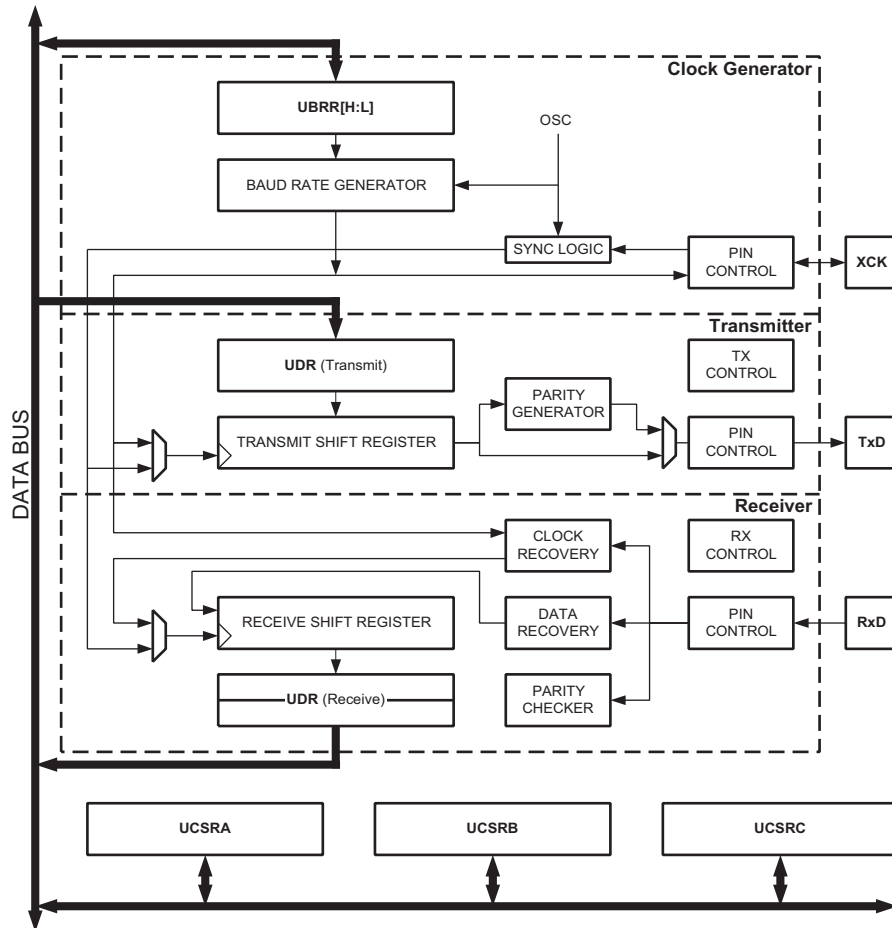 Clock Generator
UBRR[H:L]
OSC
BAUD RATE GENERATOR
SYNC LOGIC
PIN
CONTROL
XCK
Transmitter
UDR (Transmit)
TX
CONTROL
PARITY
GENERATOR
TRANSMIT SHIFT REGISTER
PIN
CONTROL
TxD
DATA BUS
Receiver
CLOCK
RECOVERY
RX
CONTROL
RECEIVE SHIFT REGISTER
DATA
RECOVERY
PIN
CONTROL
RxD
UDR (Receive)
PARITY
CHECKER
UCSRA
UCSRB
UCSRC